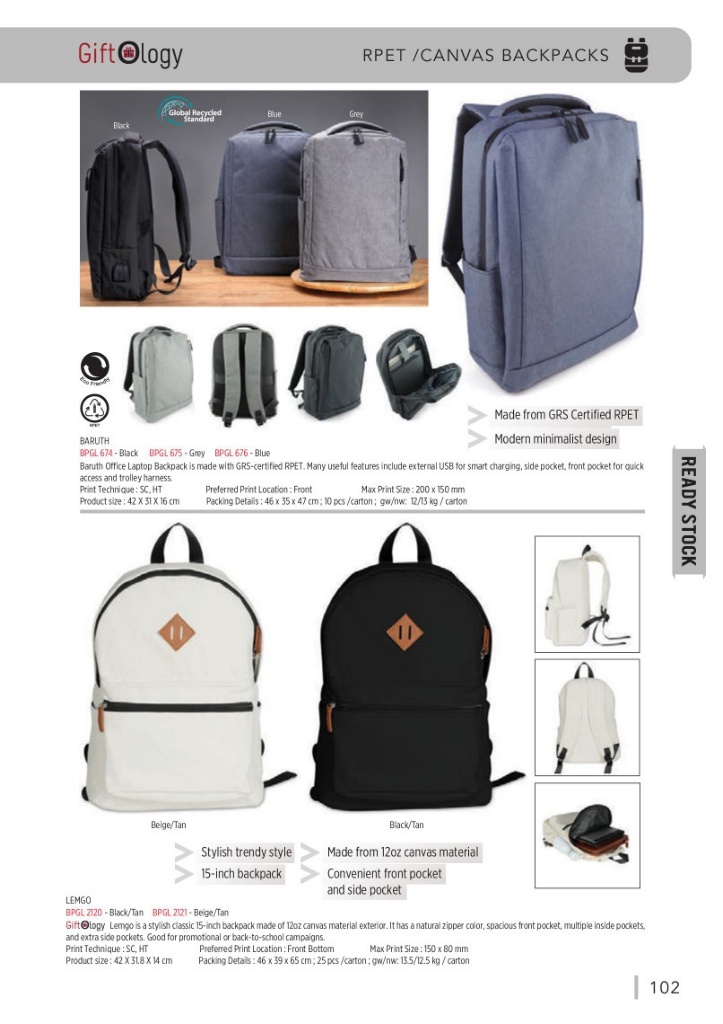 GiftOlogy
RPET /CANVAS BACKPACKS
Global Recycled
Standard
Black
Blue
Grey
Eco Friendly
RPET
Made from GRS Certified RPET
Modern minimalist design
BARUTH
BPGL 674 - Black BPGL 675 - Grey BPGL 676 - Blue
Baruth Office Laptop Backpack is made with GRS-certified RPET. Many useful features include external USB for smart charging, side pocket, front pocket for quick
access and trolley harness.
Print Technique : SC, HT Preferred Print Location : Front Max Print Size : 200 x 150 mm
Product size : 42 X 31 X 16 cm Packing Details : 46 x 35 x 47 cm ; 10 pcs /carton ; gw/nw: 12/13 kg / carton
READY STOCK
Beige/Tan
Black/Tan
Stylish trendy style
Made from 12oz canvas material
15-inch backpack
Convenient front pocket
and side pocket
LEMGO
BPGL 2120 - Black/Tan BPGL 2121 - Beige/Tan
GiftOlogy Lemgo is a stylish classic 15-inch backpack made of 12oz canvas material exterior. It has a natural zipper color, spacious front pocket, multiple inside pockets,
and extra side pockets. Good for promotional or back-to-school campaigns.
Print Technique : SC, HT Preferred Print Location : Front Bottom Max Print Size : 150 x 80 mm
Product size : 42 X 31.8 X 14 cm Packing Details : 46 x 39 x 65 cm ; 25 pcs /carton ; gw/nw: 13.5/12.5 kg / carton
102